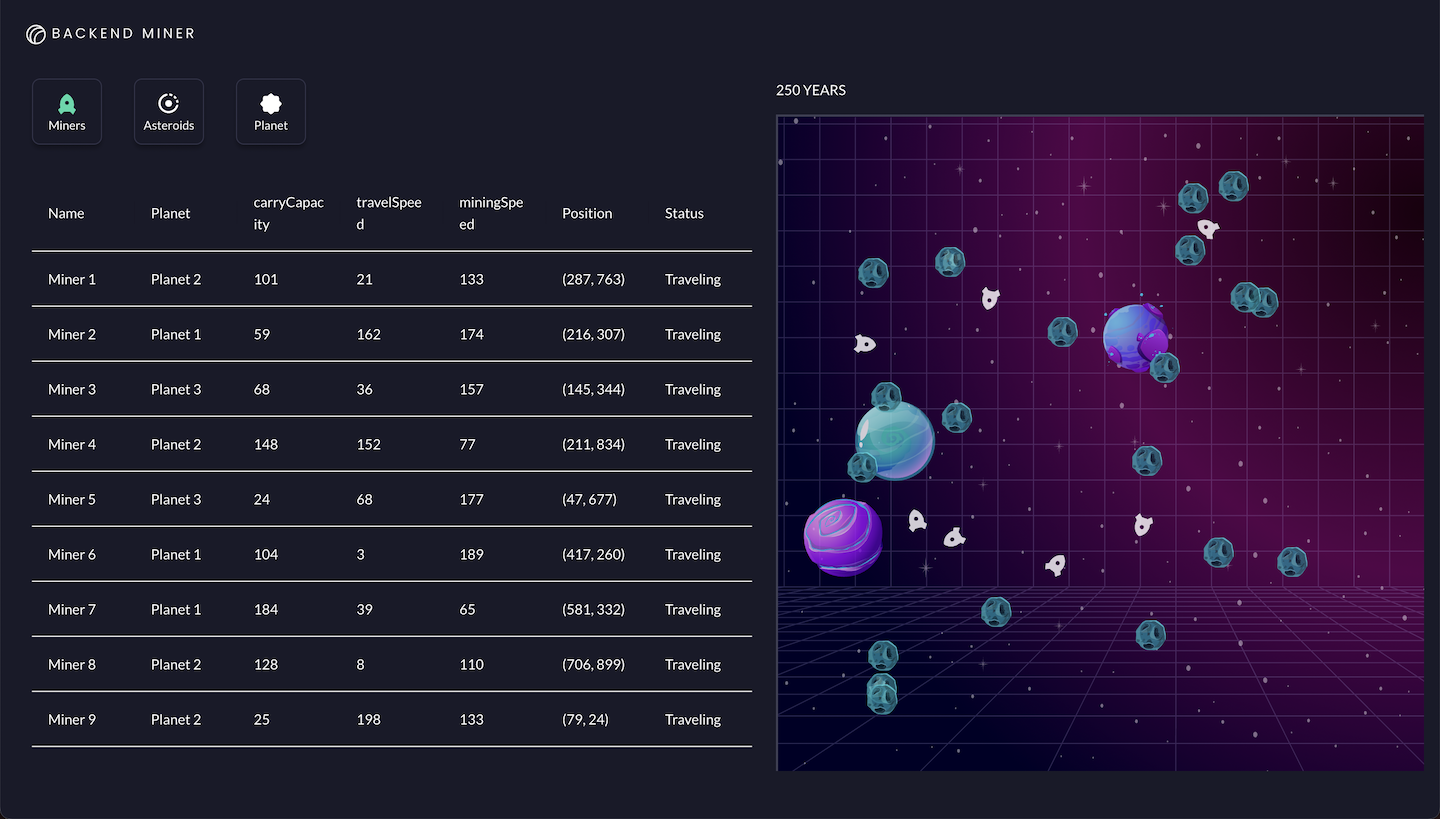 BACKEND MINER
Miners Asteroids Planet
250 YEARS
Name Planet carryCapac travelSpee miningSpe Position Status
ity d ed
Miner 1 Planet 2 101 21 133 (287, 763) Traveling
Miner 2 Planet 1 59 162 174 (216, 307) Traveling
Miner 3 Planet 3 68 36 157 (145, 344) Traveling
Miner 4 Planet 2 148 152 77 (211, 834) Traveling
Miner 5 Planet 3 24 68 177 (47, 677) Traveling
Miner 6 Planet 1 104 3 189 (417, 260) Traveling
Miner 7 Planet 1 184 39 65 (581, 332) Traveling
Miner 8 Planet 2 128 8 110 (706, 899) Traveling
Miner 9 Planet 2 25 198 133 (79, 24) Traveling